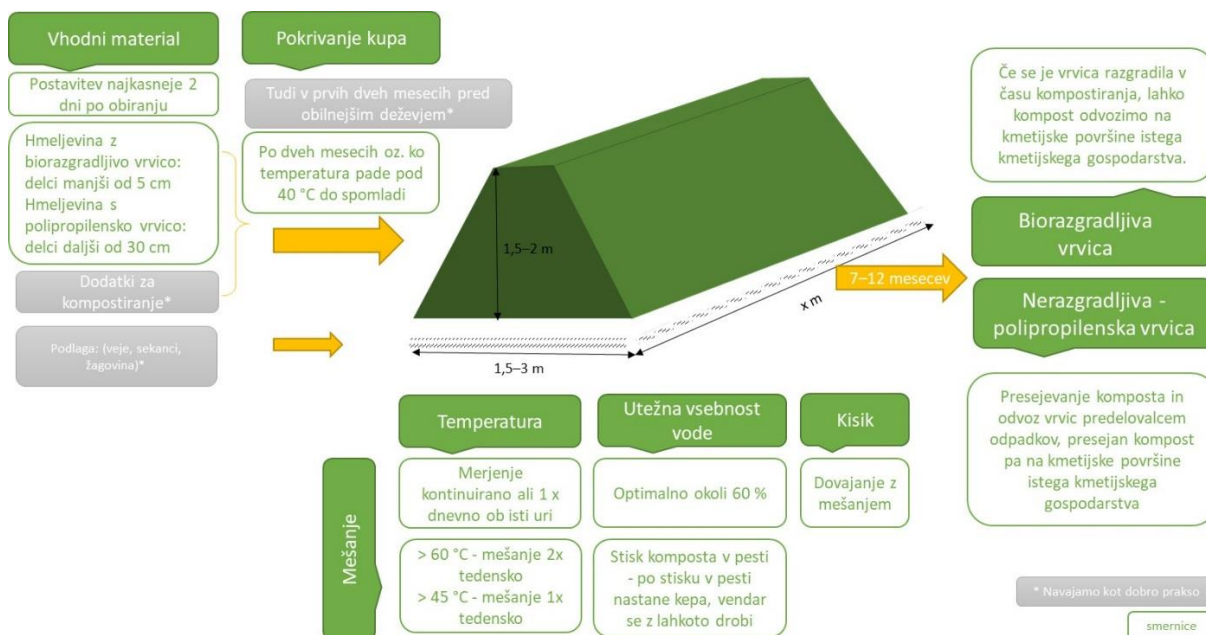 Vhodni material
Postavitev najkasneje 2
dni po obiranju
Hmeljevina z
biorazgradljivo vrvico:
delci manjši od 5 cm
Hmeljevina s
polipropilensko vrvico:
delci daljši od 30 cm
Dodatki za
kompostiranje*
Podlaga: (veje, sekanci,
žagovina)*
Pokrivanje kupa
Tudi v prvih dveh mesecih pred
obilnejšim deževjem*
Po dveh mesecih oz. ko
temperatura pade pod
40 °C do spomladi
1,5–2 m
1,5–3 m
x m
7–12 mesecev
Če se je vrvica razgradila v
času kompostiranja, lahko
kompost odvozimo na
kmetijske površine istega
kmetijskega gospodarstva.
Biorazgradljiva
vrvica
Nerazgradljiva -
polipropilenska vrvica
Presejevanje komposta in
odvoz vrvic predelovalcem
odpadkov, presejan kompost
pa na kmetijske površine
istega kmetijskega
gospodarstva
Mešanje
Temperatura
Merjenje
kontinuirano ali 1 x
dnevno ob isti uri
> 60 °C - mešanje 2x
tedensko
> 45 °C - mešanje 1x
tedensko
Utežna vsebnost
vode
Optimalno okoli 60 %
Stisk komposta v pesti
- po stisku v pesti
nastane kepa, vendar
se z lahkoto drobi
Kisik
Dovajanje z
mešanjem
* Navajamo kot dobro prakso
smernice